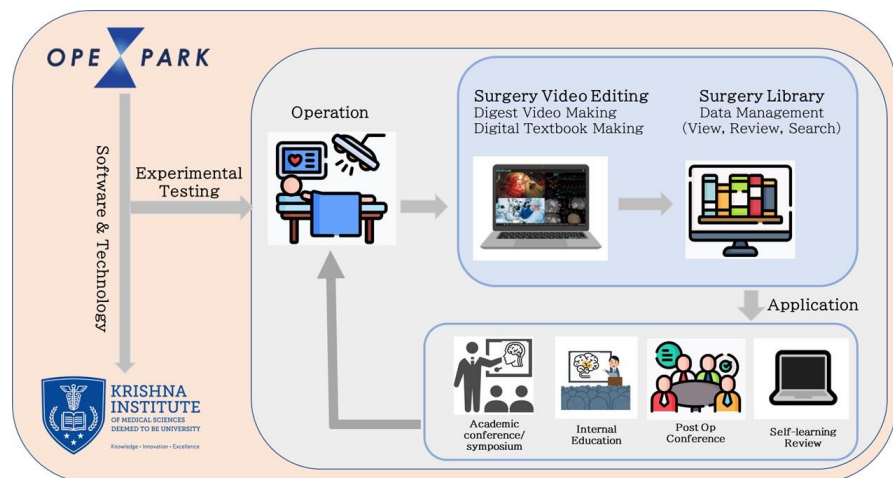 OPE PARK
Software & Technology
Experimental
Testing
Operation
Surgery Video Editing
Digest Video Making
Digital Textbook Making
Surgery Library
Data Management
(View, Review, Search)
Application
Academic
conference/
symposium
Internal
Education
Post Op
Conference
Self-learning
Review
KRISHNA
INSTITUTE
OF MEDICAL SCIENCES
DEEMED TO BE UNIVERSITY
Knowledge • Innovation • Excellence